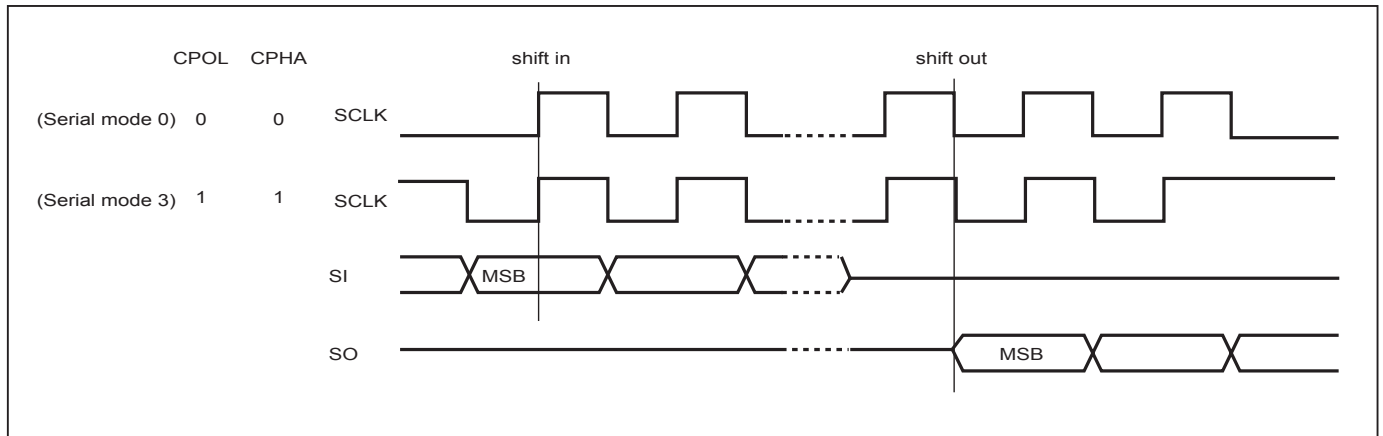 CPOL CPHA shift in shift out
(Serial mode 0) 0 0 SCLK
(Serial mode 3) 1 1 SCLK
SI MSB
SO MSB